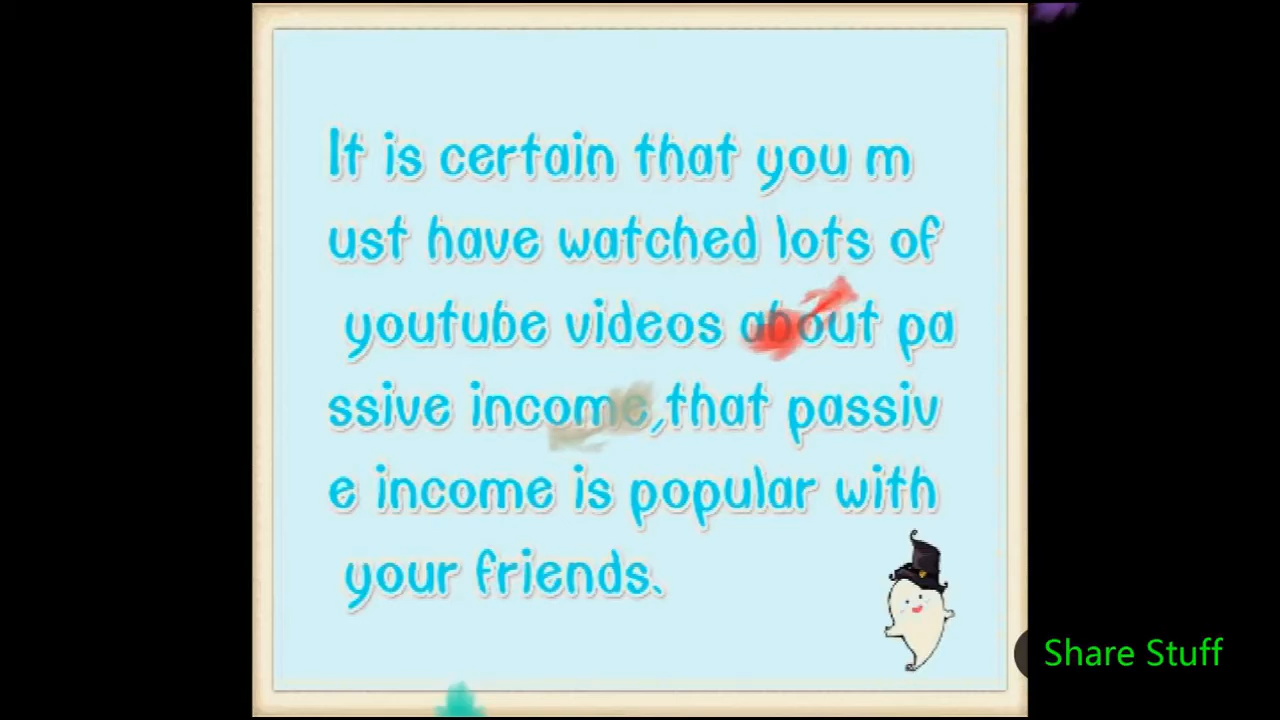 It is certain that you m
ust have watched lots of
youtube videos about pa
ssive income,that passiv
e income is popular with
your friends.
Share Stuff